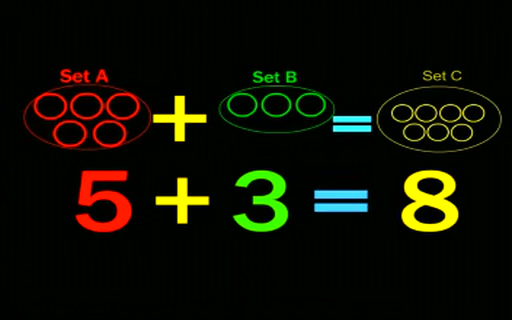 Set A Set B Set C
+ =
5 + 3 = 8